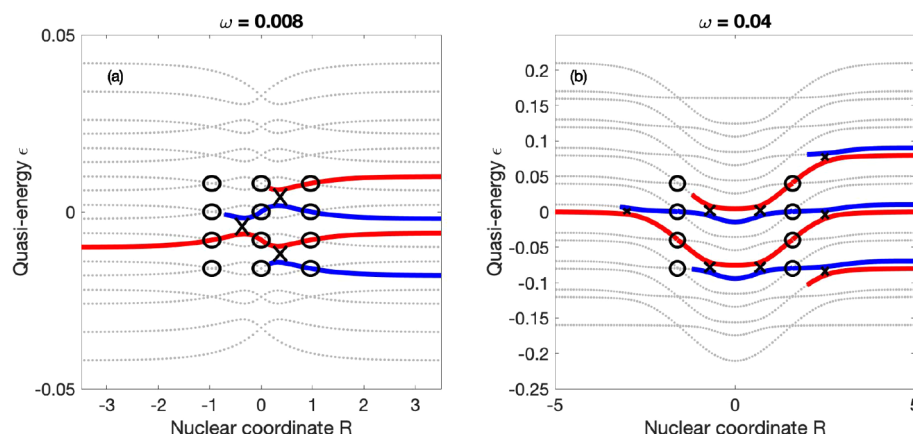 ω = 0.008
0.05
0
-0.05
Quasi-energy ϵ
(a)
-3 -2 -1 0 1 2 3
Nuclear coordinate R
ω = 0.04
0.2
0.15
0.1
0.05
0
-0.05
-0.1
-0.15
-0.2
-0.25
Quasi-energy ϵ
(b)
-5 0 5
Nuclear coordinate R